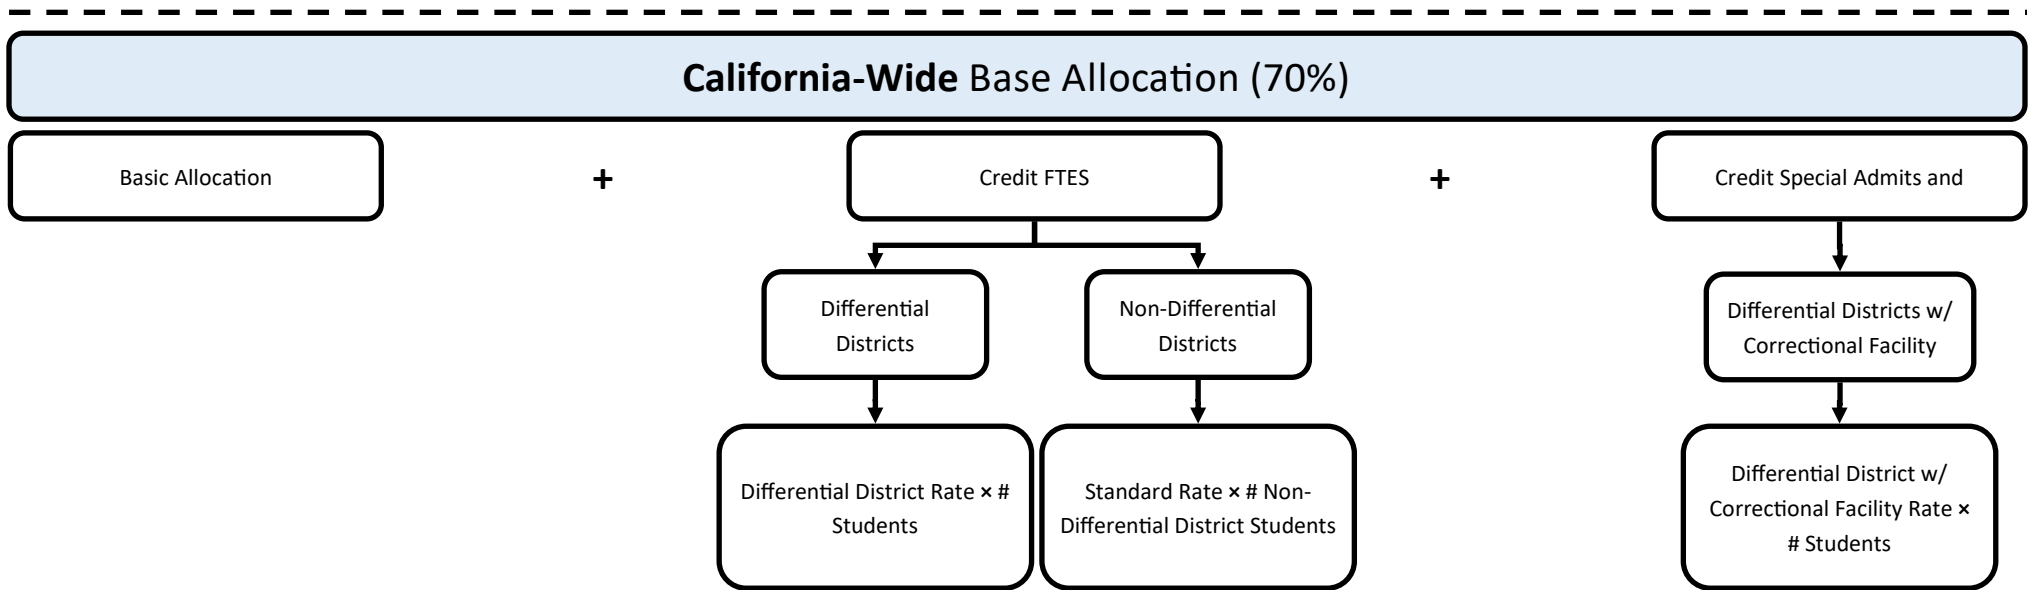 California-Wide Base Allocation (70%)
Basic Allocation
+
Credit FTES
+
Credit Special Admits and
Differential
Districts
Non-Differential
Districts
Differential Districts w/
Correctional Facility
Differential District Rate × #
Students
Standard Rate × # Non-
Differential District Students
Differential District w/
Correctional Facility Rate ×
# Students